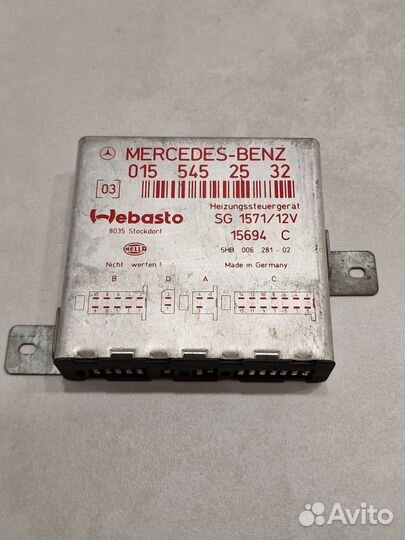 MERCEDES-BENZ
015 545 25 32
[03]
Webasto
Heizungssteuergerät
8035 Stockdorf
SG 1571/12V
15694 C
HELLA
5HB 006 281-02
Nicht werfen!
Made in Germany
B D A C
Avito